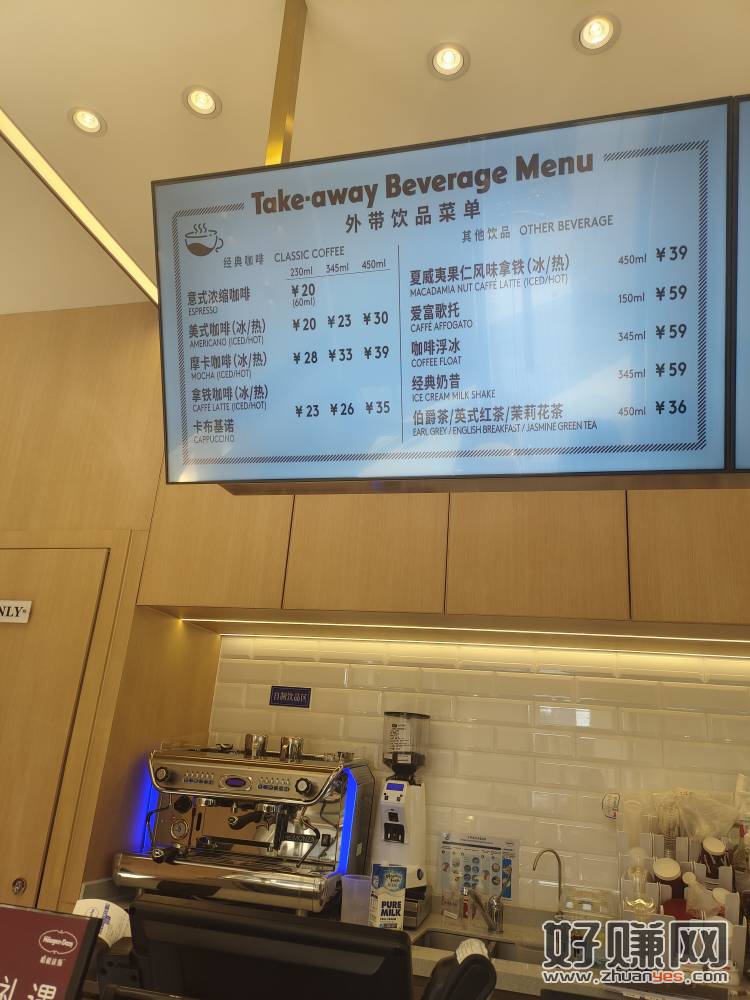 Take-away Beverage Menu
外带饮品菜单
经典咖啡 CLASSIC COFFEE
230ml 345ml 450ml
意式浓缩咖啡 ¥20
ESPRESSO (60ml)
美式咖啡(冰/热) ¥20 ¥23 ¥30
AMERICANO (ICED/HOT)
摩卡咖啡(冰/热) ¥28 ¥33 ¥39
MOCHA (ICED/HOT)
拿铁咖啡(冰/热)
CAFFE LATTE (ICED/HOT) ¥23 ¥26 ¥35
卡布基诺
CAPPUCCINO
其他饮品 OTHER BEVERAGE
夏威夷果仁风味拿铁(冰/热) 450ml ¥39
MACADAMIA NUT CAFFE LATTE (ICED/HOT)
爱富歌托 150ml ¥59
CAFFÈ AFFOGATO
咖啡浮冰 345ml ¥59
COFFEE FLOAT
经典奶昔 345ml ¥59
ICE CREAM MILK SHAKE
伯爵茶/英式红茶/茉莉花茶 450ml ¥36
EARL GREY / ENGLISH BREAKFAST / JASMINE GREEN TEA
NLY
自制饮品区
PURE
MILK
Häagen-Dazs
礼遇
好赚网
www.zhuanyes.com